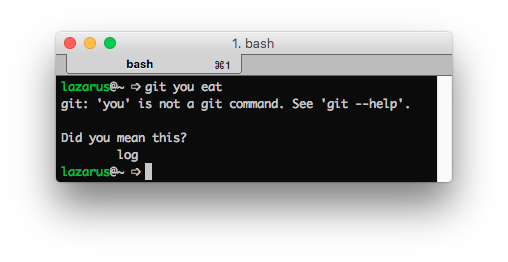 1. bash
bash ⌘1
lazarus@~ ➩ git you eat
git: 'you' is not a git command. See 'git --help'.
Did you mean this?
log
lazarus@~ ➩